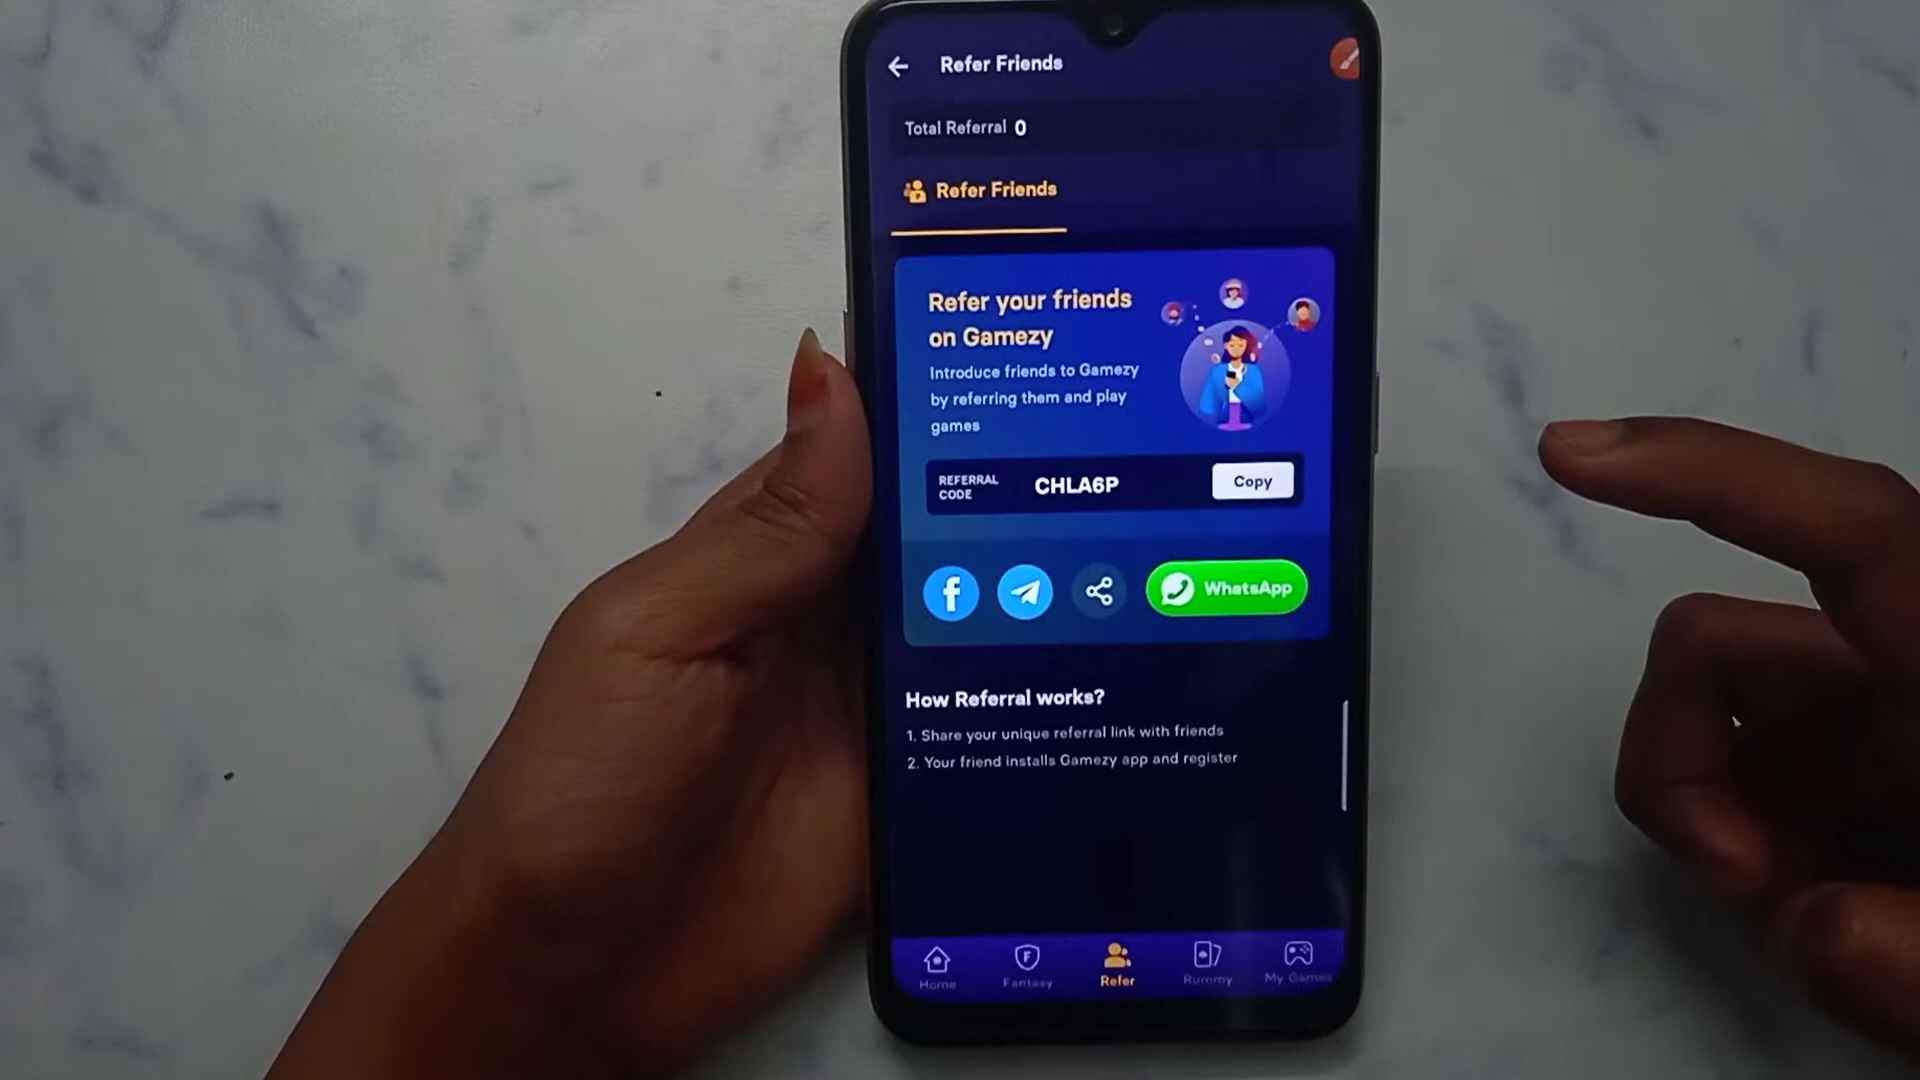 Refer Friends
Total Referral 0
Refer Friends
Refer your friends
on Gamezy
Introduce friends to Gamezy
by referring them and play
games
REFERRAL
CODE
CHLA6P
Copy
WhatsApp
How Referral works?
1. Share your unique referral link with friends
2. Your friend installs Gamezy app and register
Home
Fantasy
Refer
Rummy
My Games